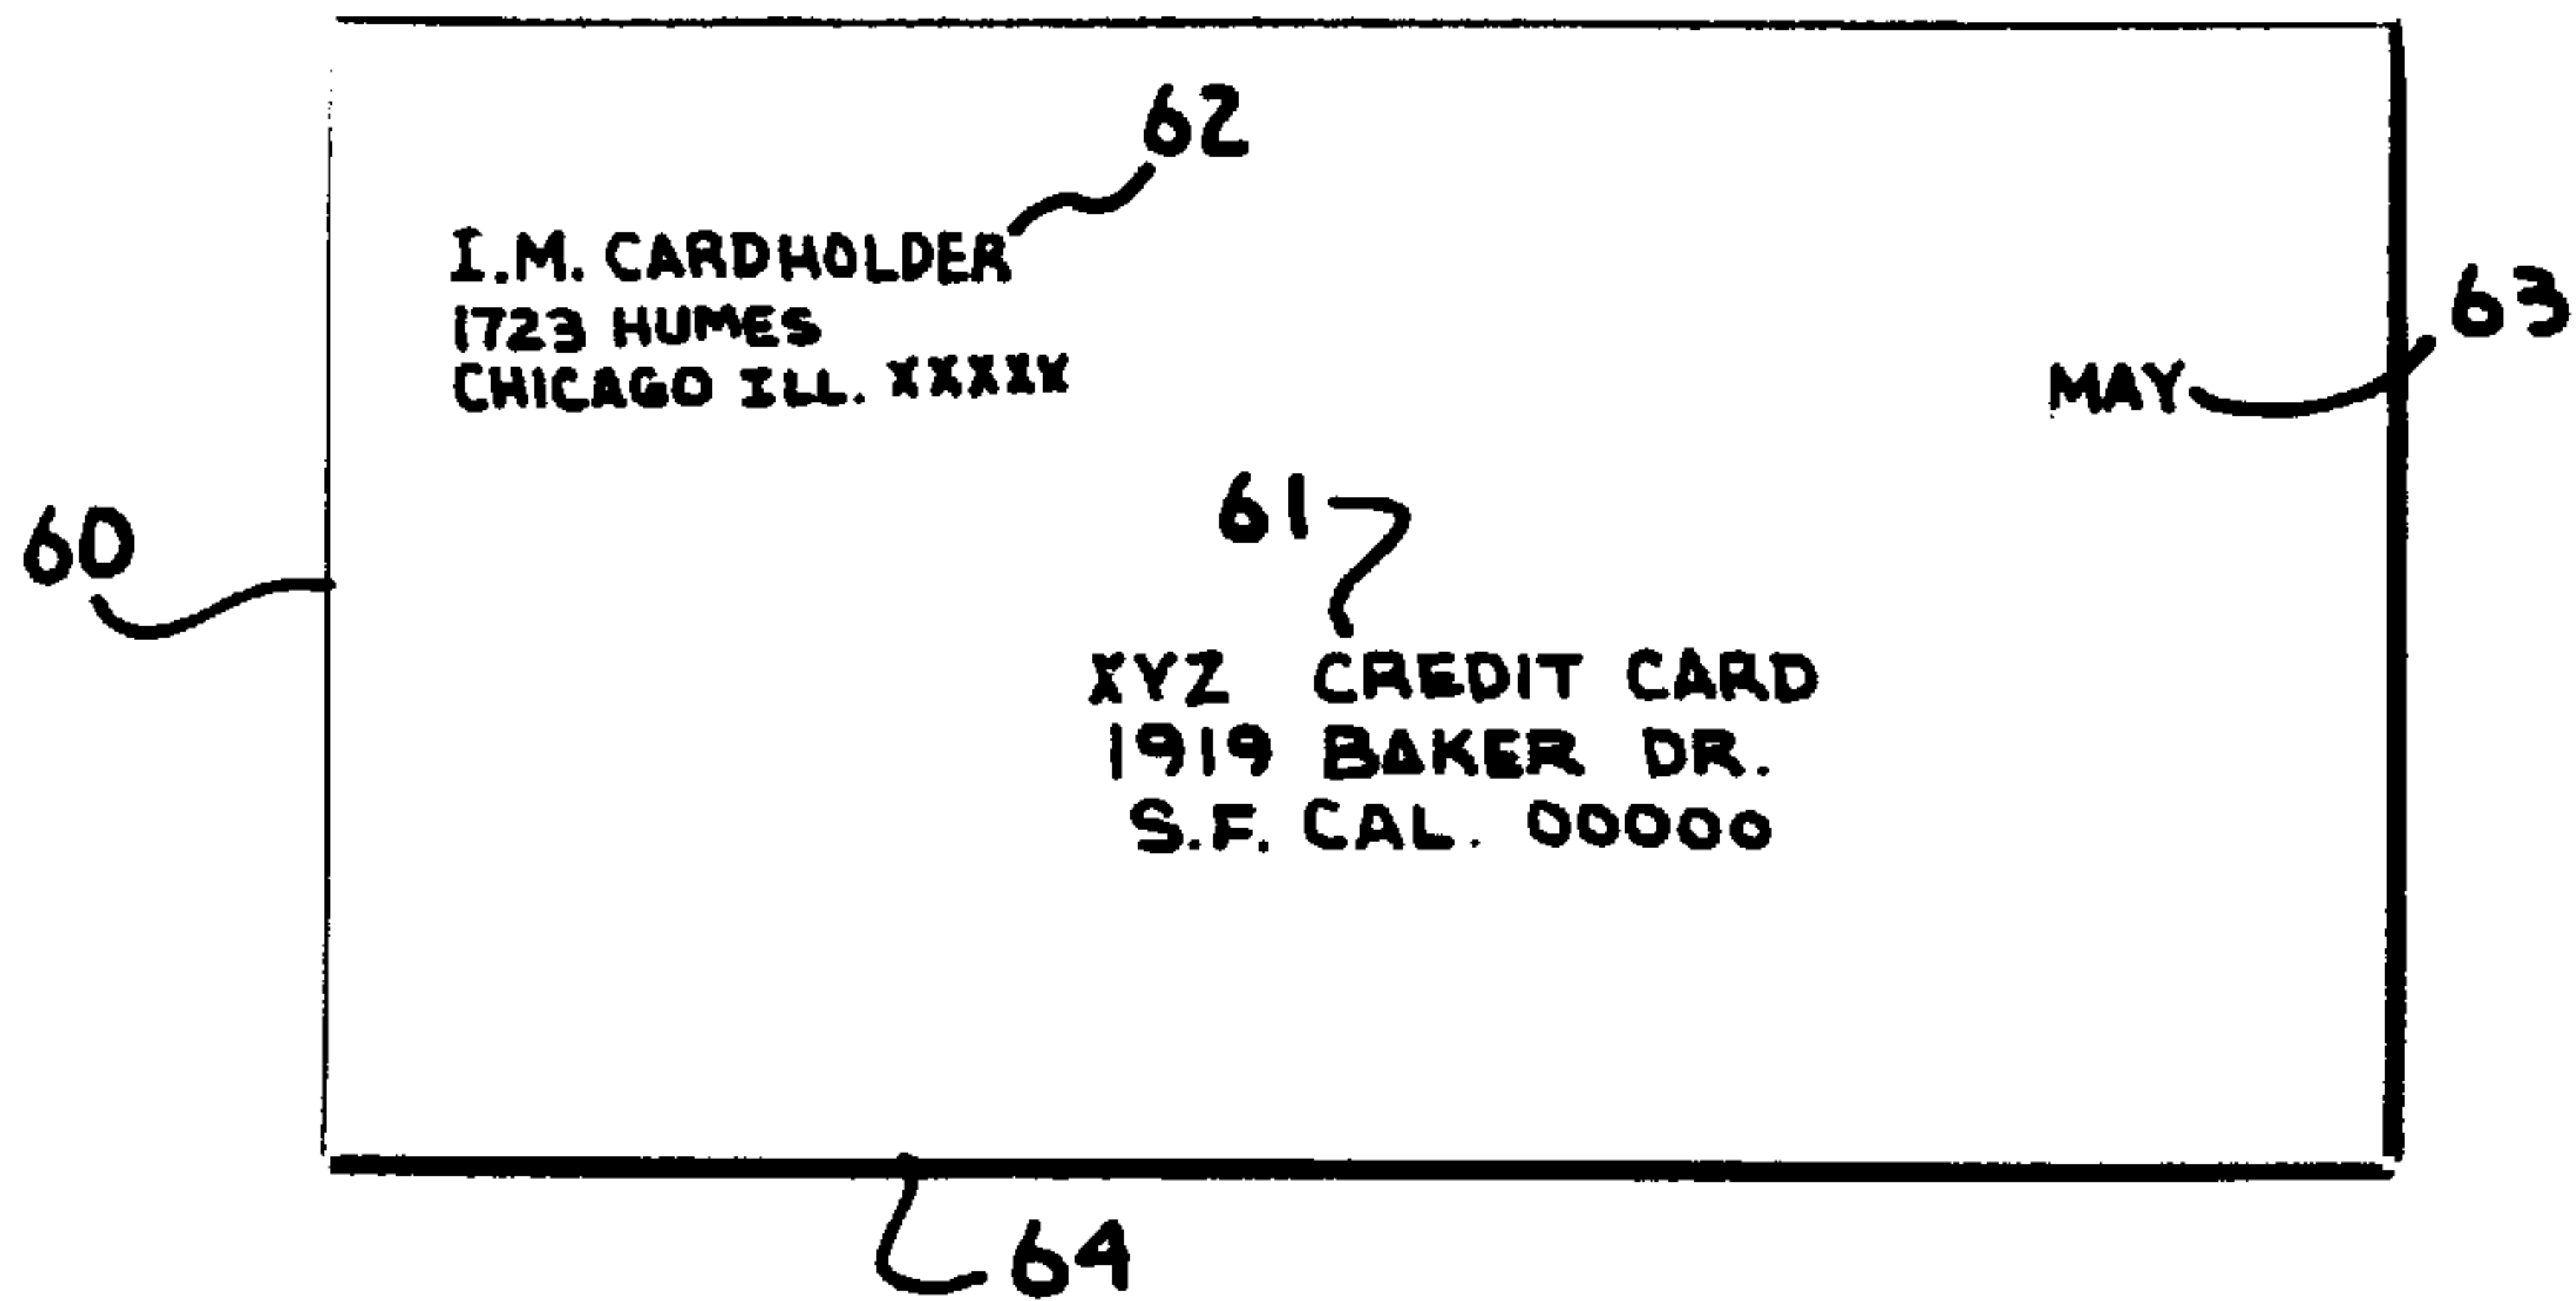 62
I.M. CARDHOLDER
1723 HUMES
CHICAGO ILL. XXXXX
63
MAY
61
60
XYZ CREDIT CARD
1919 BAKER DR.
S.F. CAL. 00000
64